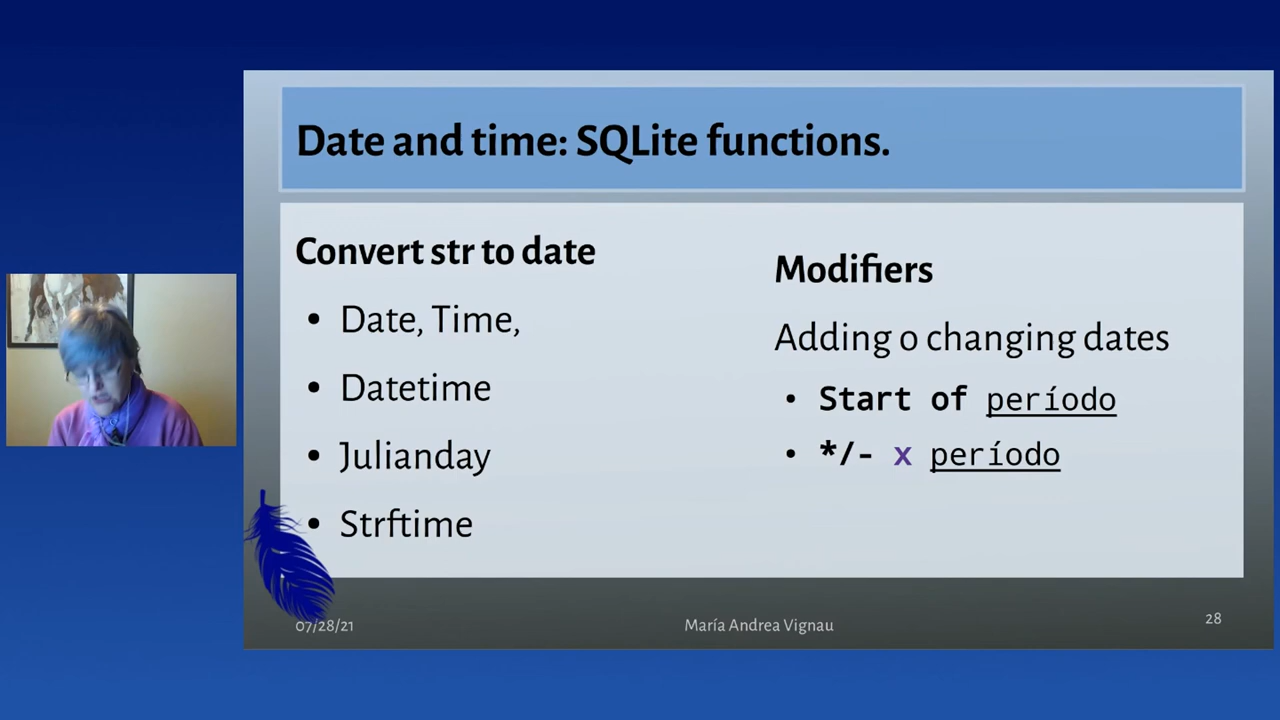 Date and time: SQLite functions.
Convert str to date
• Date, Time,
• Datetime
• Julianday
• Strftime
Modifiers
Adding o changing dates
• Start of período
• */- x período
07/28/21
María Andrea Vignau
28